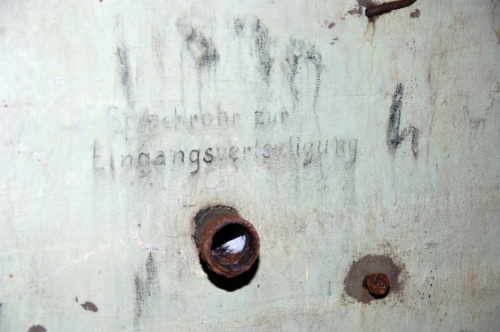 Sprachrohr zur
Eingangsverteidigung